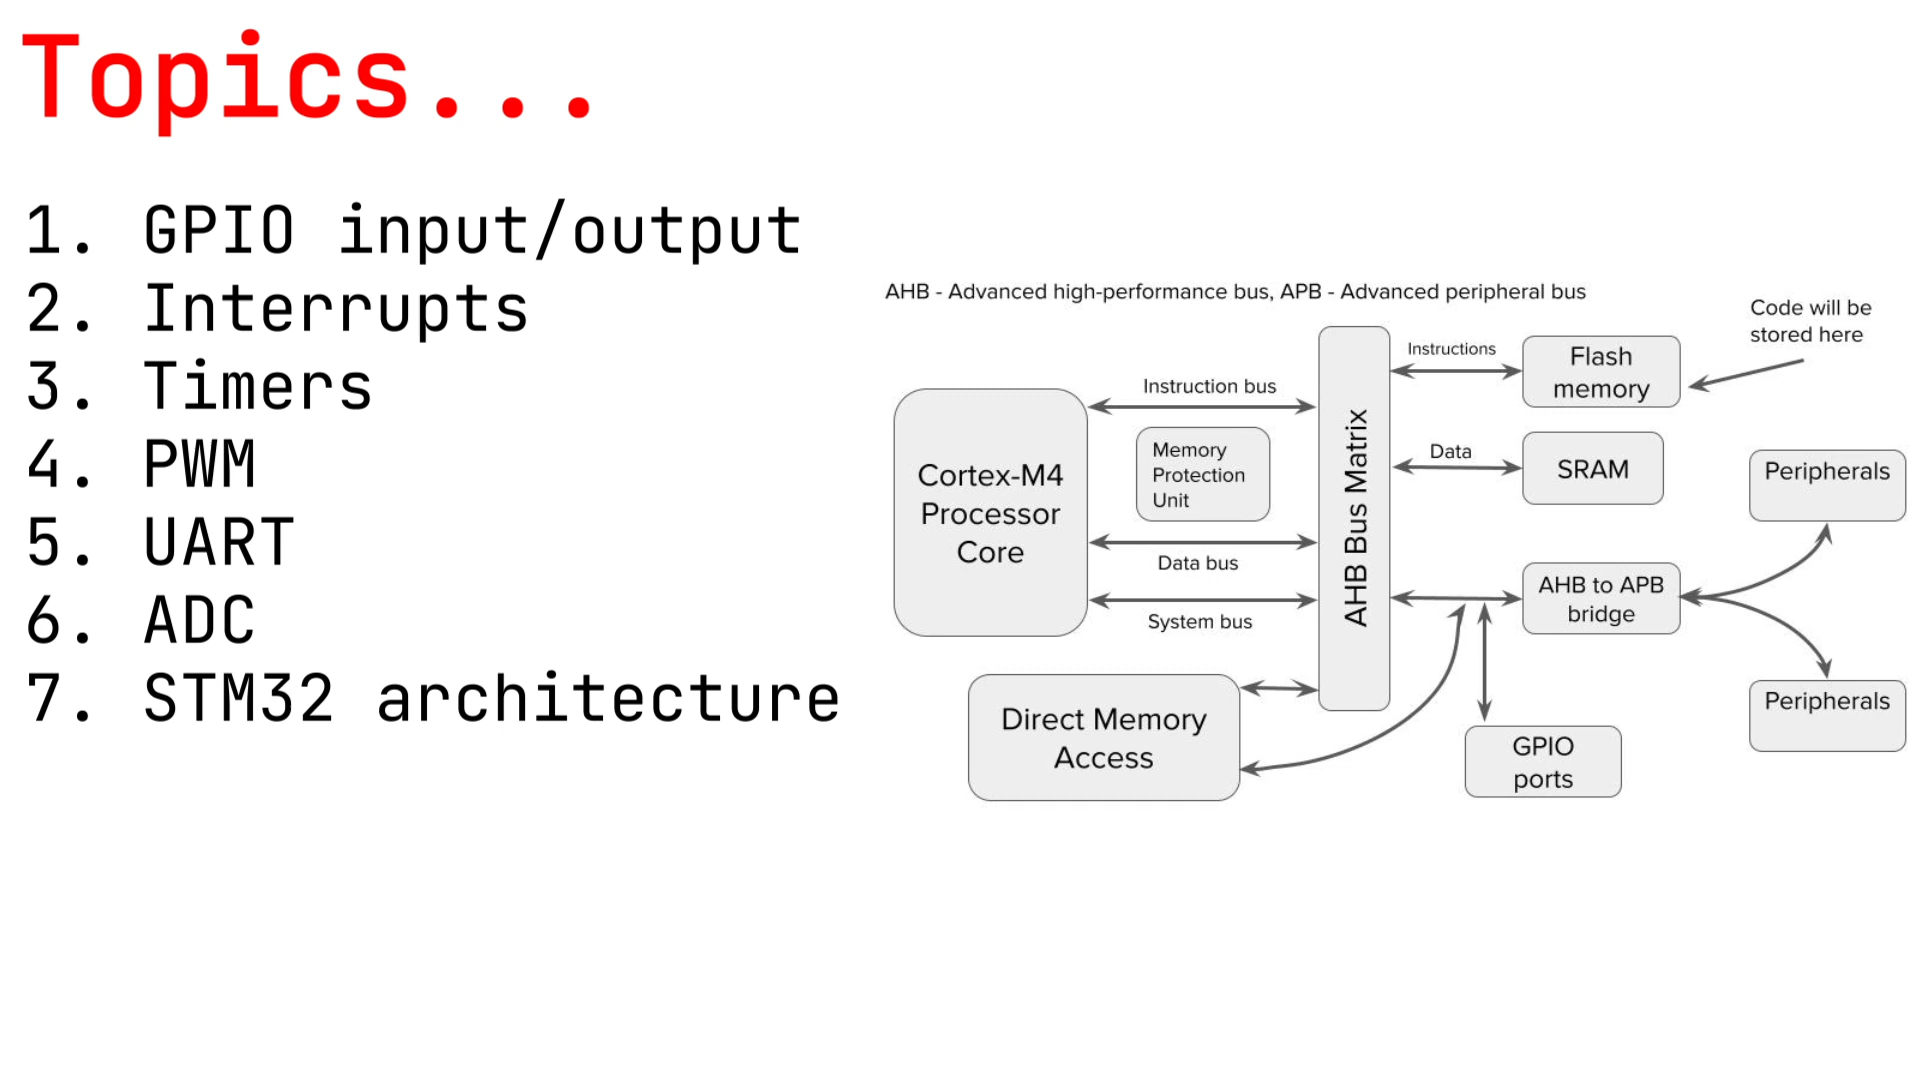 Topics...
1. GPIO input/output
2. Interrupts
3. Timers
4. PWM
5. UART
6. ADC
7. STM32 architecture
AHB - Advanced high-performance bus, APB - Advanced peripheral bus
Code will be
stored here
Instructions
Flash
memory
Instruction bus
Memory
Protection
Unit
Cortex-M4
Processor
Core
AHB Bus Matrix
Data
SRAM
Peripherals
Data bus
AHB to APB
bridge
System bus
Direct Memory
Access
GPIO
ports
Peripherals